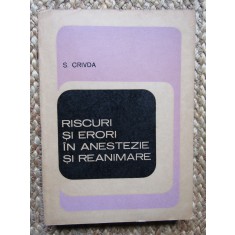 S. CRIVDA
RISCURI
ȘI ERORI
ÎN ANESTEZIE
ȘI REANIMARE